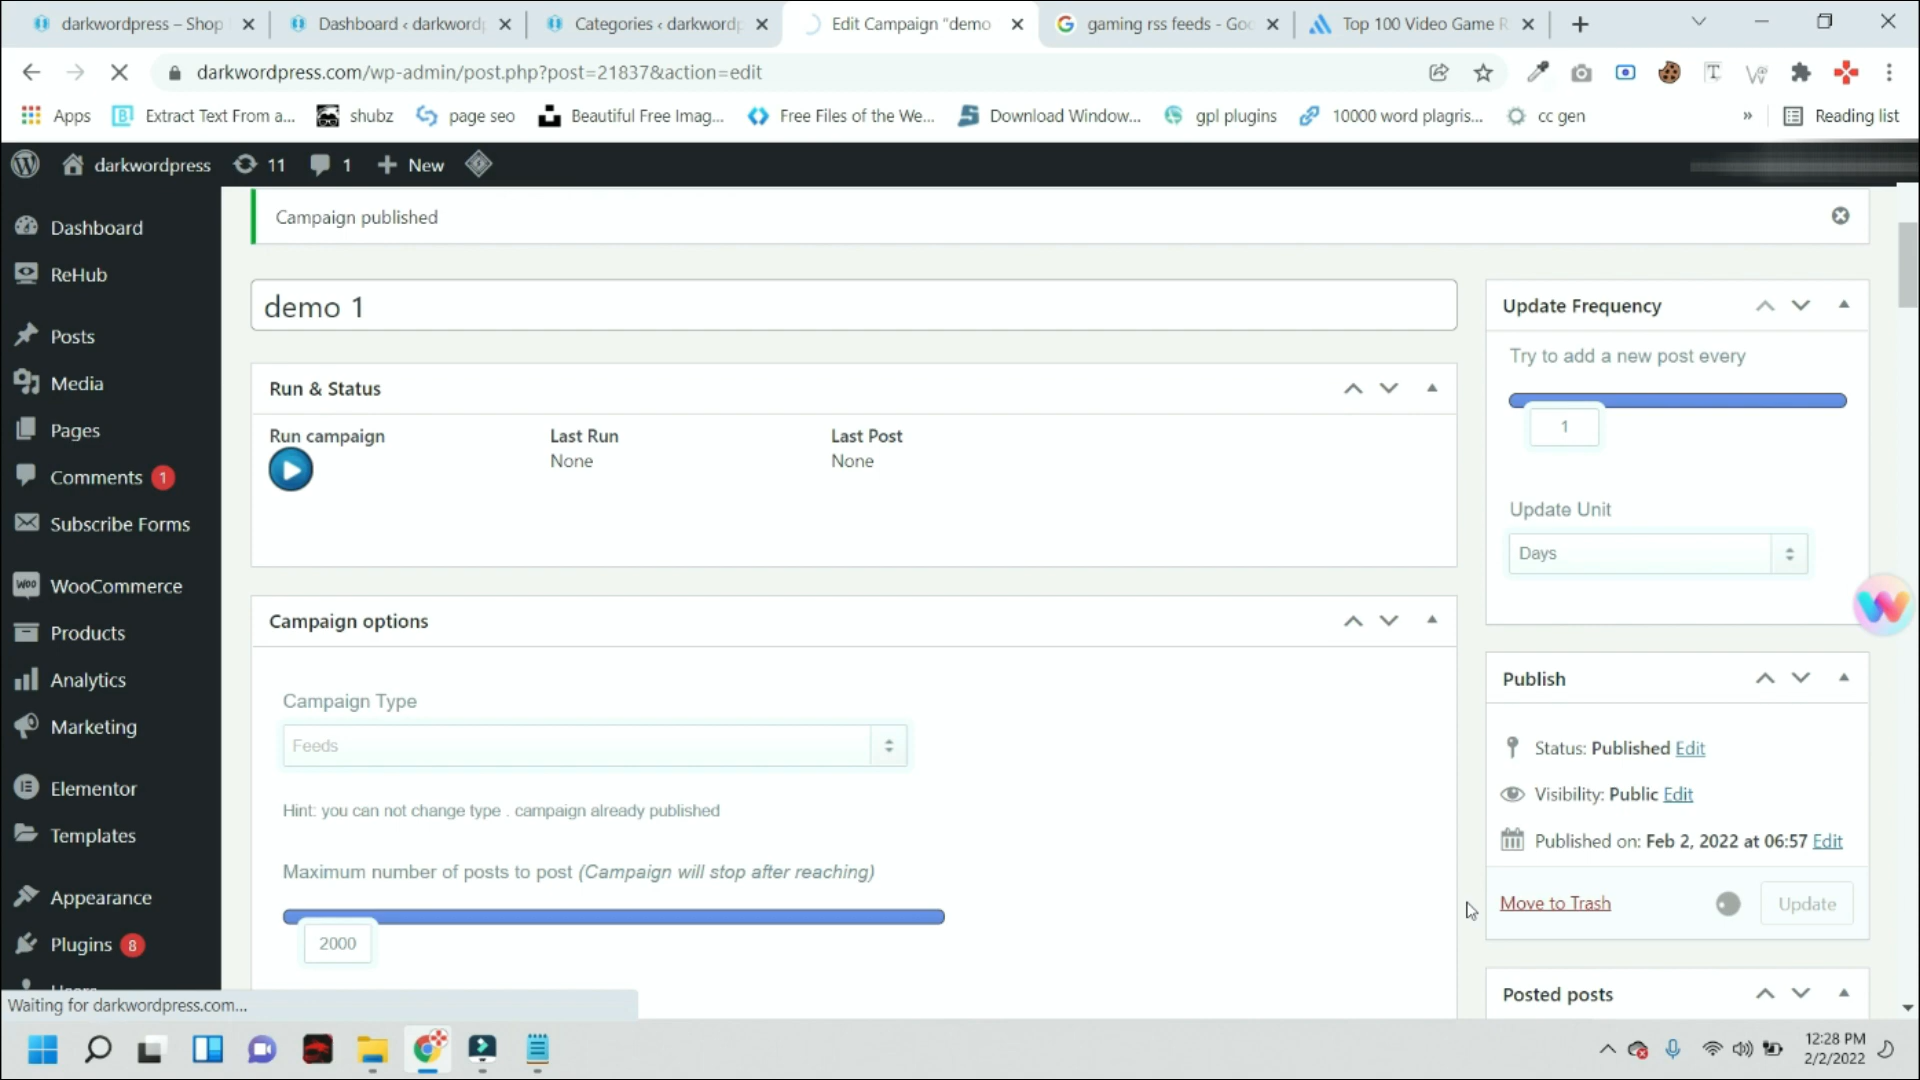 darkwordpress – Shop
Dashboard ‹ darkwordp
Categories ‹ darkwordp
Edit Campaign “demo
gaming rss feeds - Goo
Top 100 Video Game R
darkwordpress.com/wp-admin/post.php?post=21837&action=edit
Apps
Extract Text From a...
shubz
page seo
Beautiful Free Imag...
Free Files of the We...
Download Window...
gpl plugins
10000 word plagris...
cc gen
»
Reading list
darkwordpress
11
1
New
Dashboard
ReHub
Posts
Media
Pages
Comments 1
Subscribe Forms
WooCommerce
Products
Analytics
Marketing
Elementor
Templates
Appearance
Plugins 8
Users
Campaign published
demo 1
Run & Status
Run campaign
Last Run
None
Last Post
None
Campaign options
Campaign Type
Feeds
Hint: you can not change type . campaign already published
Maximum number of posts to post (Campaign will stop after reaching)
2000
Update Frequency
Try to add a new post every
1
Update Unit
Days
Publish
Status: Published Edit
Visibility: Public Edit
Published on: Feb 2, 2022 at 06:57 Edit
Move to Trash
Update
Posted posts
Waiting for darkwordpress.com...
12:28 PM
2/2/2022